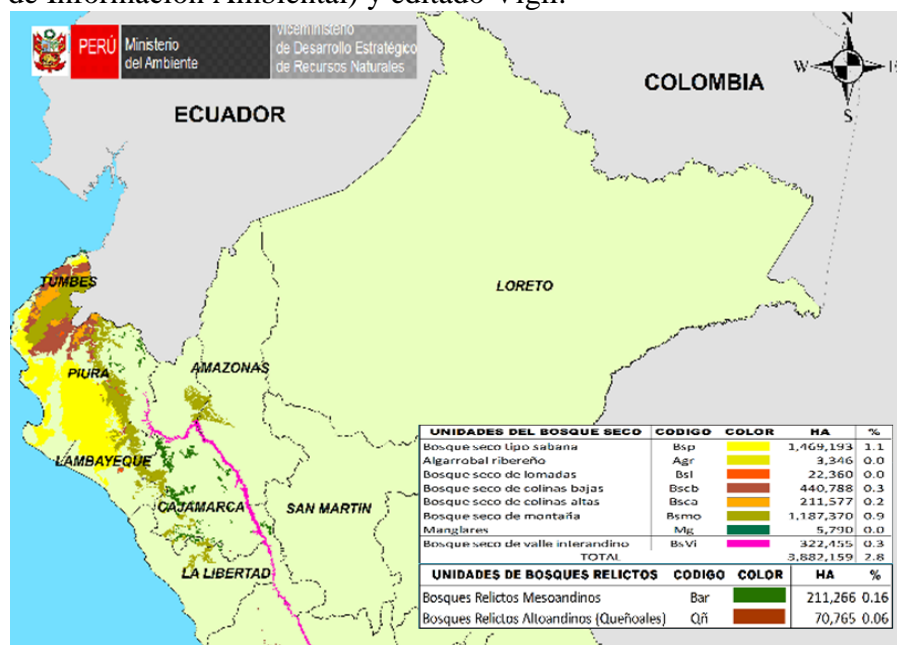 de Información Ambiental) y editado Vigil.
PERÚ
Ministerio
del Ambiente
Viceministerio
de Desarrollo Estratégico
de Recursos Naturales
N
W
E
S
COLOMBIA
ECUADOR
TUMBES
LORETO
PIURA
AMAZONAS
LAMBAYEQUE
CAJAMARCA
SAN MARTIN
LA LIBERTAD
UNIDADES DEL BOSQUE SECO CODIGO COLOR HA %
Bosque seco tipo sabana Bsp 1,469,193 1.1
Algarrobal ribereño Agr 3,346 0.0
Bosque seco de lomadas Bsl 22,360 0.0
Bosque seco de colinas bajas Bscb 440,788 0.3
Bosque seco de colinas altas Bsca 211,577 0.2
Bosque seco de montaña Bsmo 1,187,370 0.9
Manglares Mg 5,790 0.0
Bosque seco de valle interandino BsVi 322,455 0.3
TOTAL 3,882,159 2.8
UNIDADES DE BOSQUES RELICTOS CODIGO COLOR HA %
Bosques Relictos Mesoandinos Bar 211,266 0.16
Bosques Relictos Altoandinos (Queñoales) Qñ 70,765 0.06